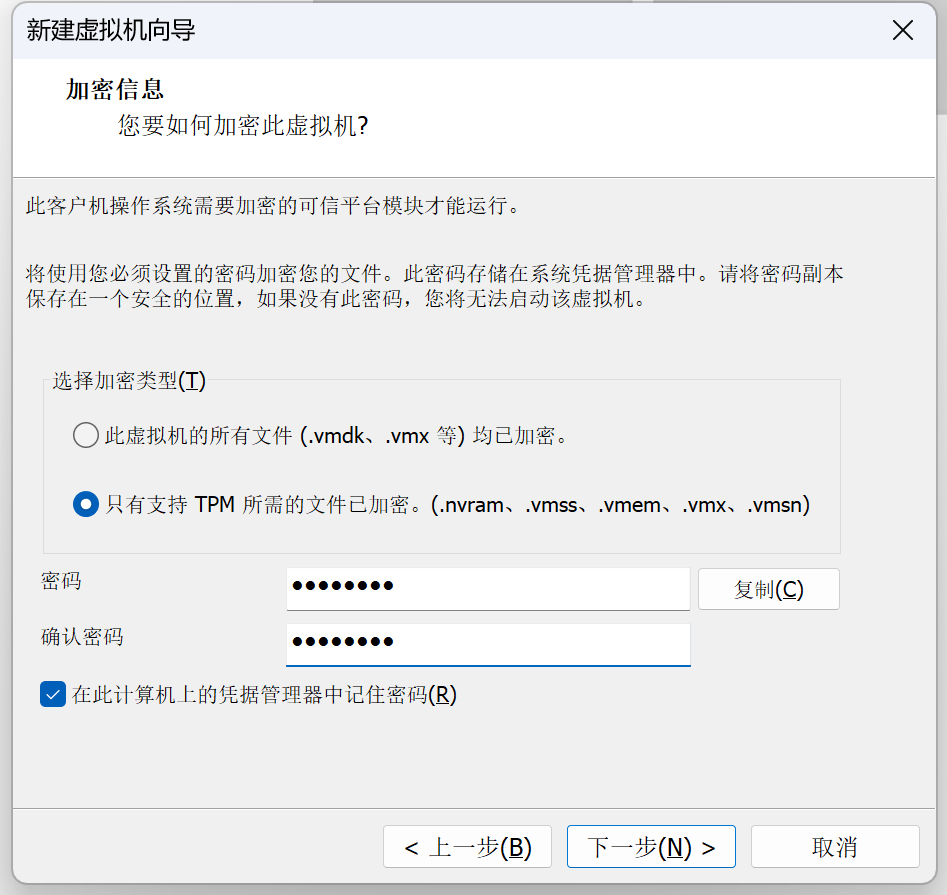 新建虚拟机向导
加密信息
您要如何加密此虚拟机?
此客户机操作系统需要加密的可信平台模块才能运行。
将使用您必须设置的密码加密您的文件。此密码存储在系统凭据管理器中。请将密码副本
保存在一个安全的位置，如果没有此密码，您将无法启动该虚拟机。
选择加密类型(T)
此虚拟机的所有文件 (.vmdk、.vmx 等) 均已加密。
只有支持 TPM 所需的文件已加密。(.nvram、.vmss、.vmem、.vmx、.vmsn)
密码 ●●●●●●●● 复制(C)
确认密码 ●●●●●●●●
在此计算机上的凭据管理器中记住密码(R)
< 上一步(B) 下一步(N) > 取消